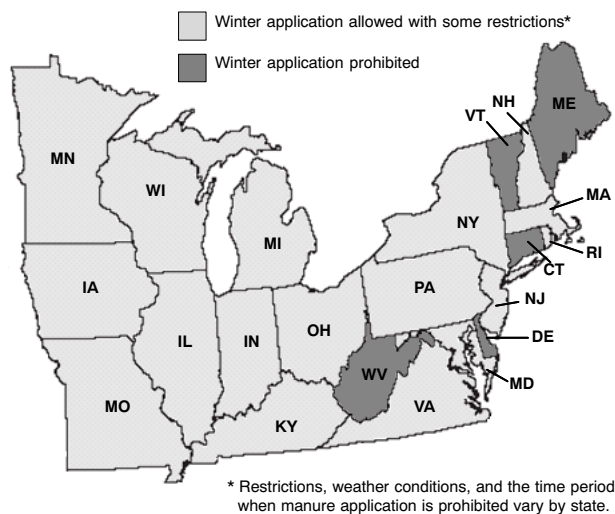 Winter application allowed with some restrictions*
Winter application prohibited
ME
NH
VT
MN
WI
MA
NY
MI
RI
CT
IA
PA
NJ
IL
IN
OH
DE
WV
MD
MO
VA
KY
* Restrictions, weather conditions, and the time period
when manure application is prohibited vary by state.